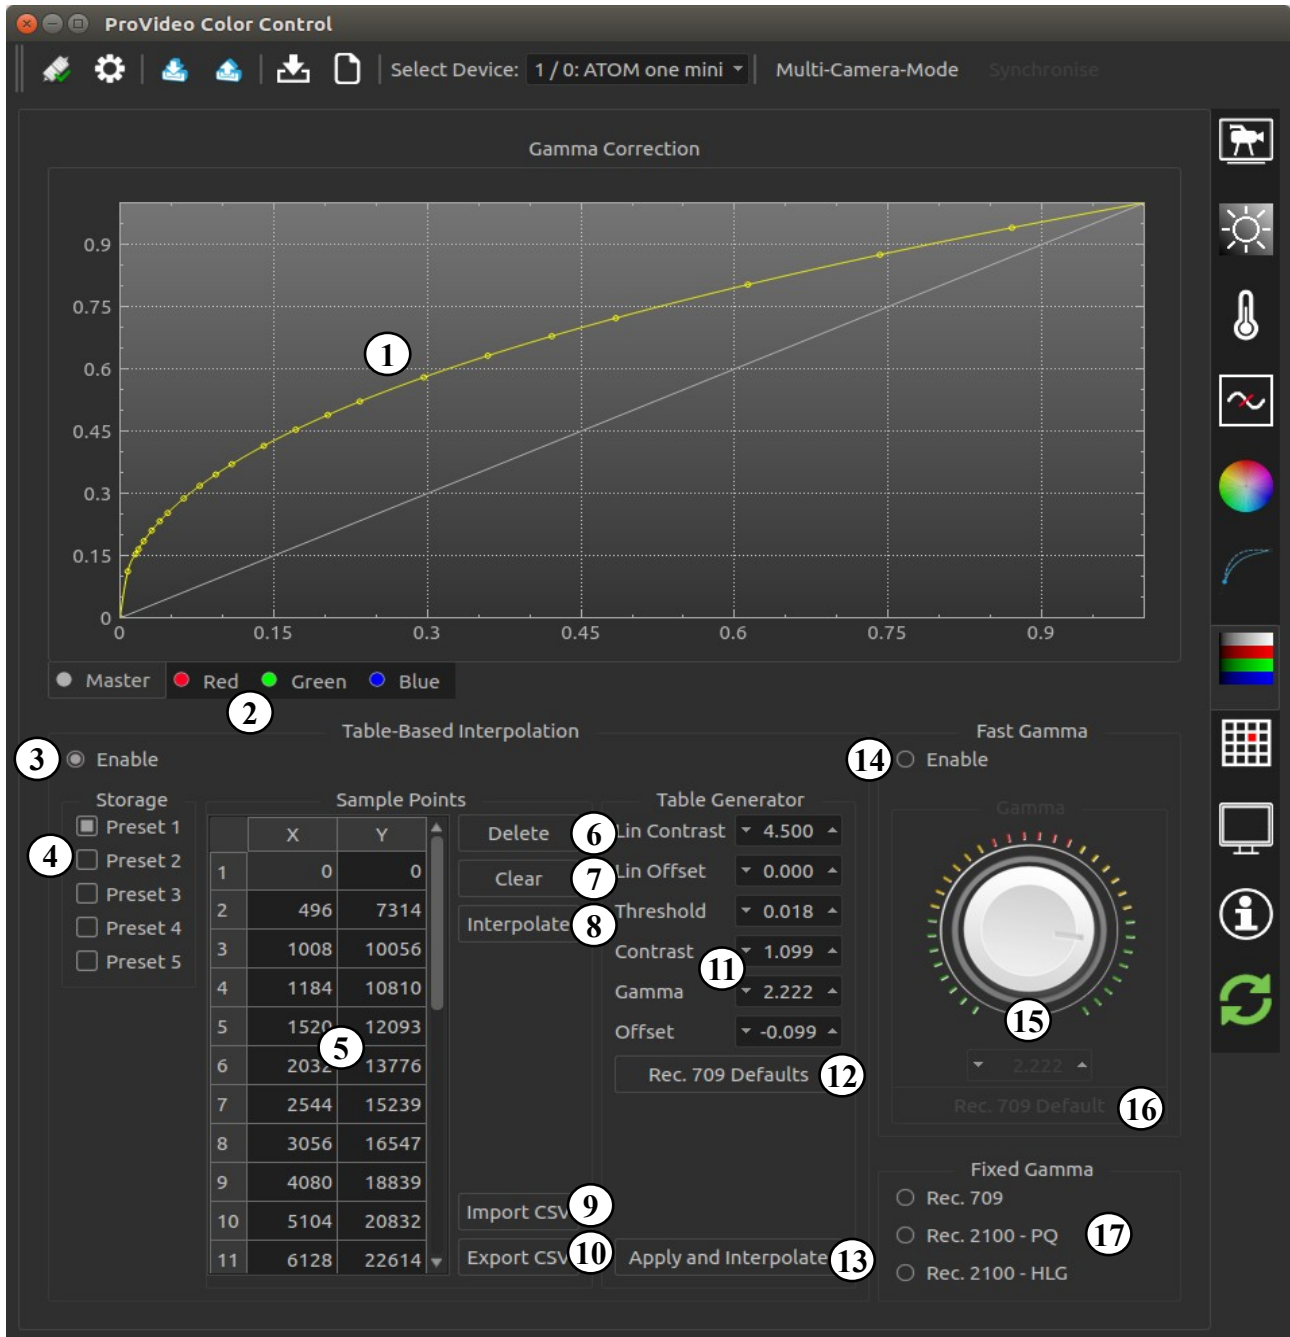 ProVideo Color Control
Select Device: 1 / 0: ATOM one mini Multi-Camera-Mode Synchronise
Gamma Correction
0.9
0.75
0.6
0.45
0.3
0.15
0
0 0.15 0.3 0.45 0.6 0.75 0.9
1
Master Red Green Blue
2
Table-Based Interpolation
3 Enable
Storage
Preset 1
4 Preset 2
Preset 3
Preset 4
Preset 5
Sample Points
X Y
1 0 0
2 496 7314
3 1008 10056
4 1184 10810
5 1520 12093
6 2032 13776
7 2544 15239
8 3056 16547
9 4080 18839
10 5104 20832
11 6128 22614
5
Delete 6
Clear 7
Interpolate 8
Import CSV 9
Export CSV 10
Table Generator
Lin Contrast 4.500
Lin Offset 0.000
Threshold 0.018
Contrast 1.099
11
Gamma 2.222
Offset -0.099
Rec. 709 Defaults 12
Apply and Interpolate 13
Fast Gamma
14 Enable
Gamma
15
2.222
Rec. 709 Default 16
Fixed Gamma
Rec. 709
Rec. 2100 - PQ 17
Rec. 2100 - HLG